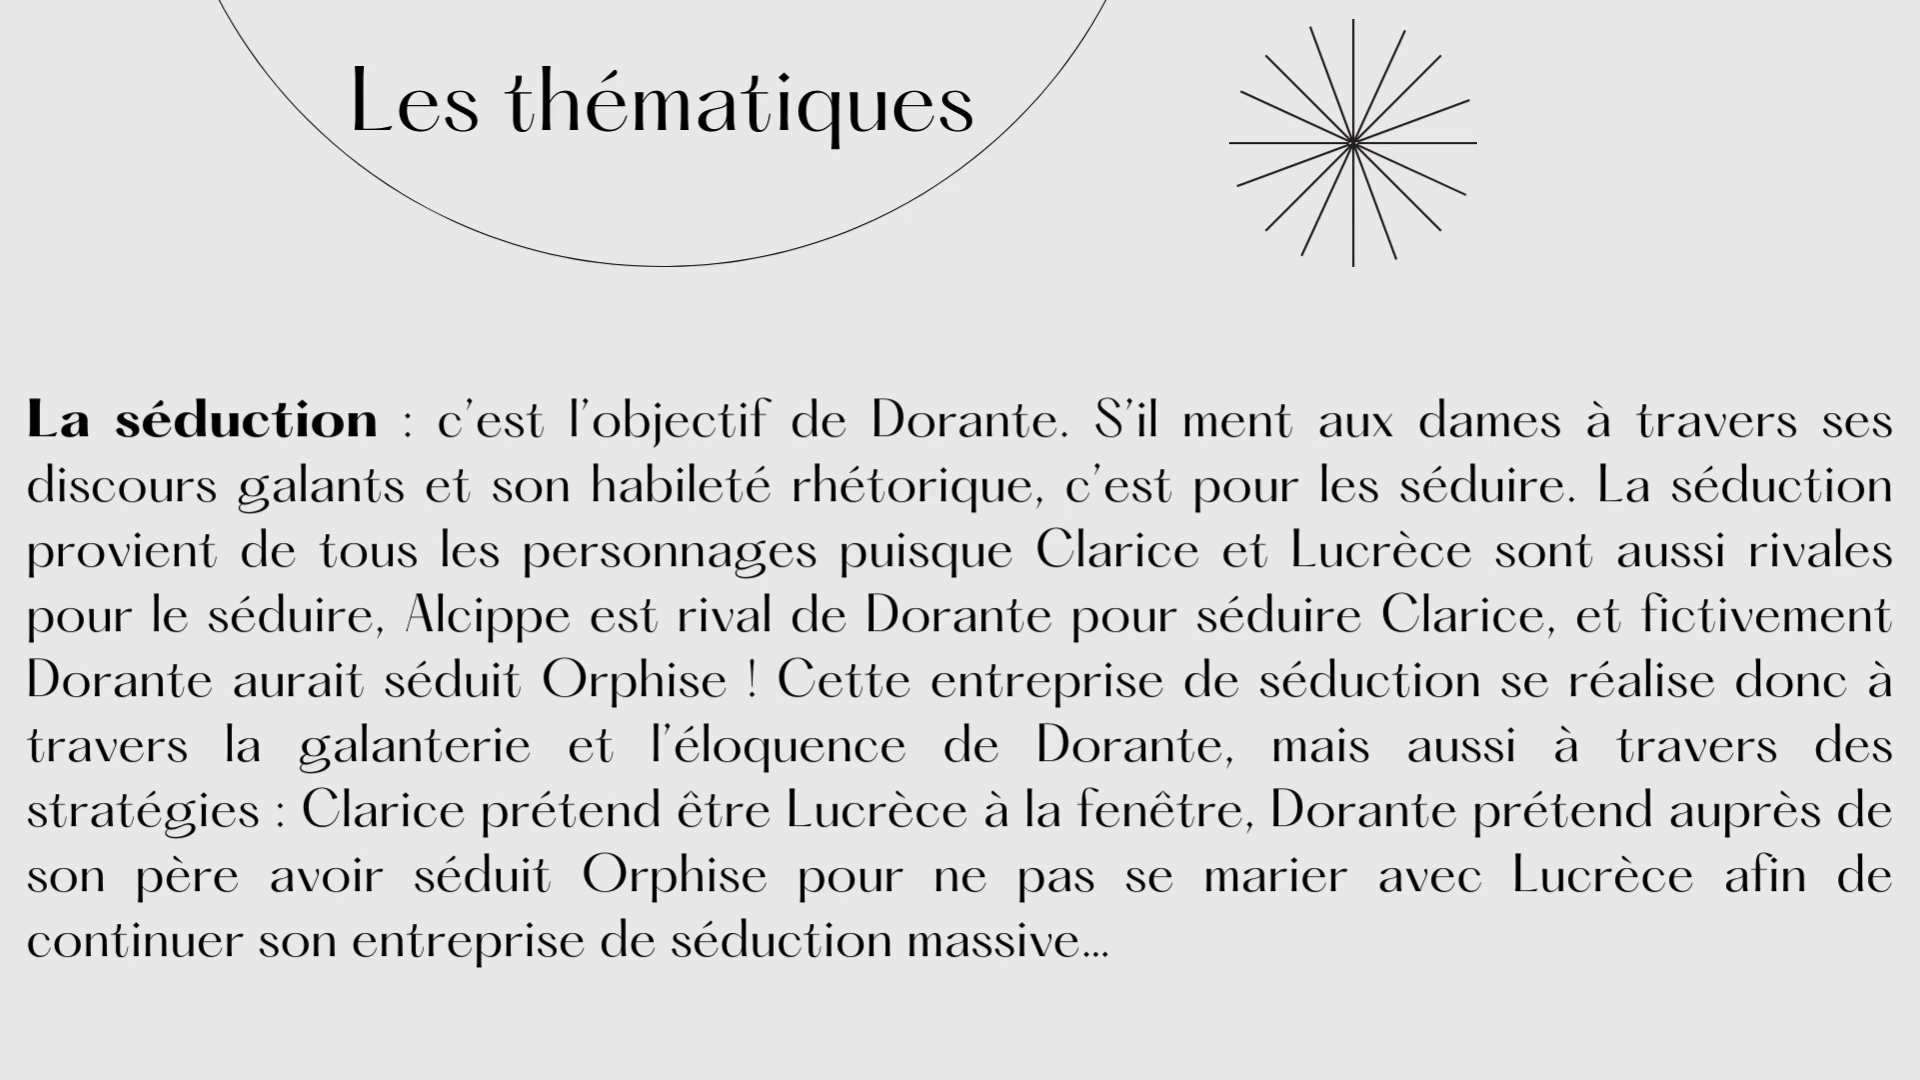 Les thématiques
La séduction : c’est l’objectif de Dorante. S’il ment aux dames à travers ses
discours galants et son habileté rhétorique, c’est pour les séduire. La séduction
provient de tous les personnages puisque Clarice et Lucrèce sont aussi rivales
pour le séduire, Alcippe est rival de Dorante pour séduire Clarice, et fictivement
Dorante aurait séduit Orphise ! Cette entreprise de séduction se réalise donc à
travers la galanterie et l’éloquence de Dorante, mais aussi à travers des
stratégies : Clarice prétend être Lucrèce à la fenêtre, Dorante prétend auprès de
son père avoir séduit Orphise pour ne pas se marier avec Lucrèce afin de
continuer son entreprise de séduction massive...